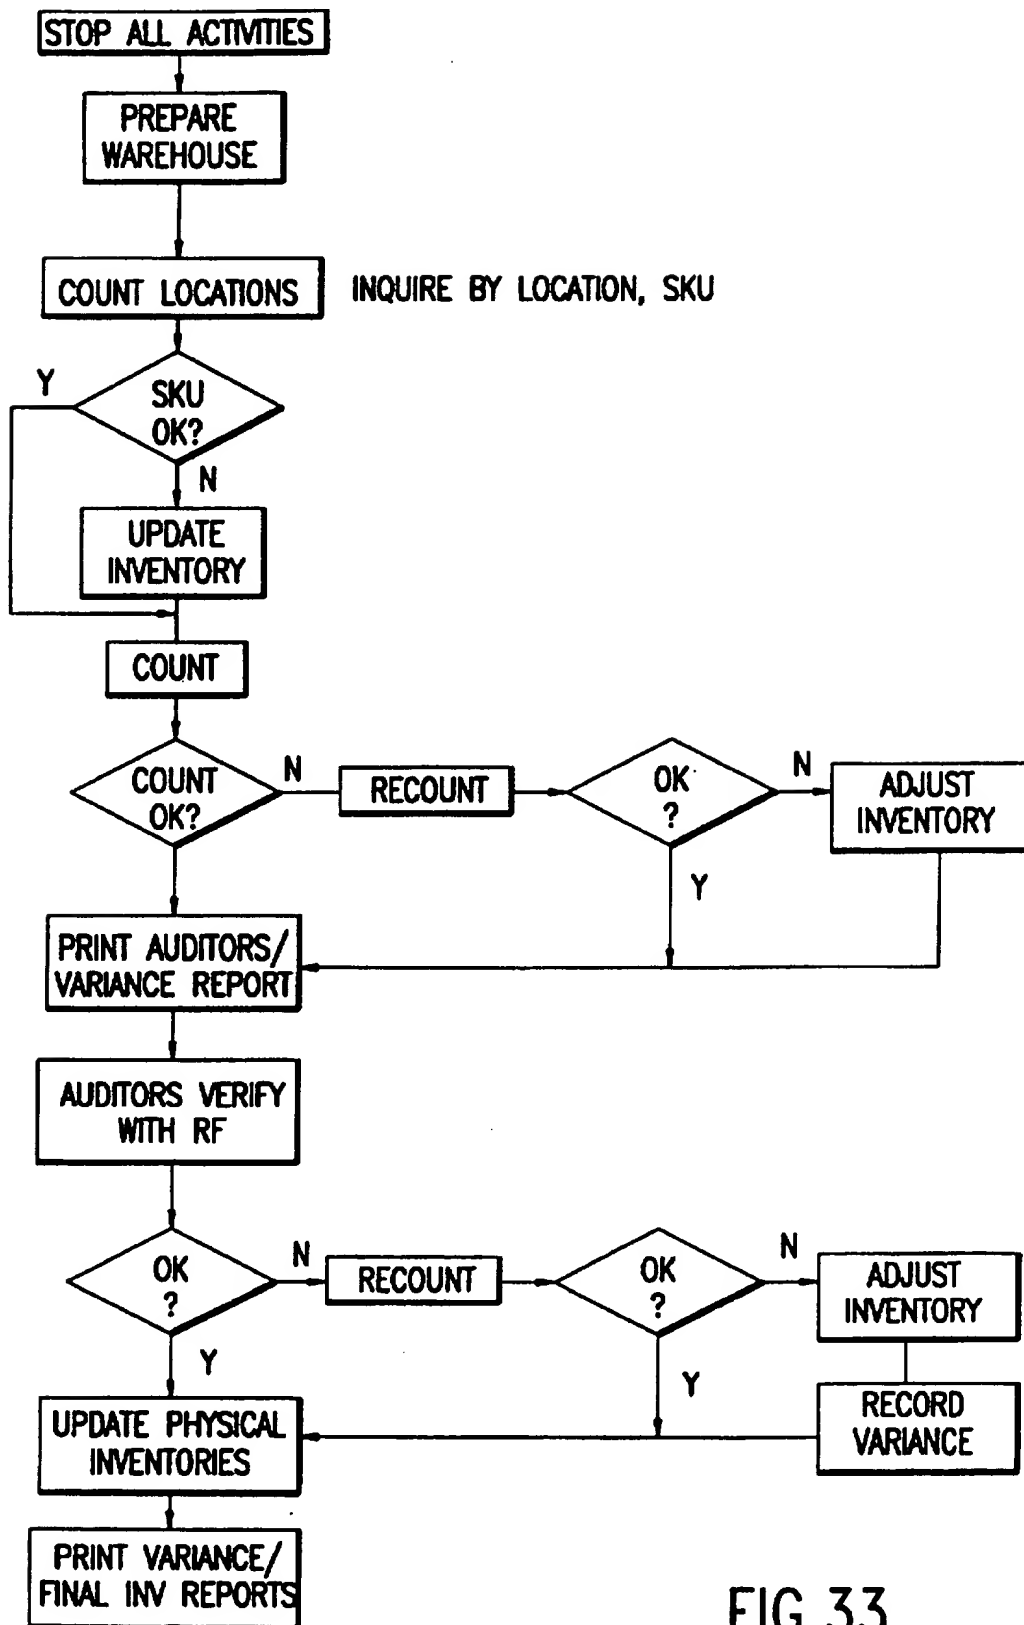 STOP ALL ACTIVITIES
PREPARE
WAREHOUSE
COUNT LOCATIONS
INQUIRE BY LOCATION, SKU
Y
SKU
OK?
N
UPDATE
INVENTORY
COUNT
COUNT
OK?
N
RECOUNT
OK
?
N
ADJUST
INVENTORY
Y
PRINT AUDITORS/
VARIANCE REPORT
AUDITORS VERIFY
WITH RF
OK
?
N
RECOUNT
OK
?
N
ADJUST
INVENTORY
Y
Y
RECORD
VARIANCE
UPDATE PHYSICAL
INVENTORIES
PRINT VARIANCE/
FINAL INV REPORTS
FIG 33